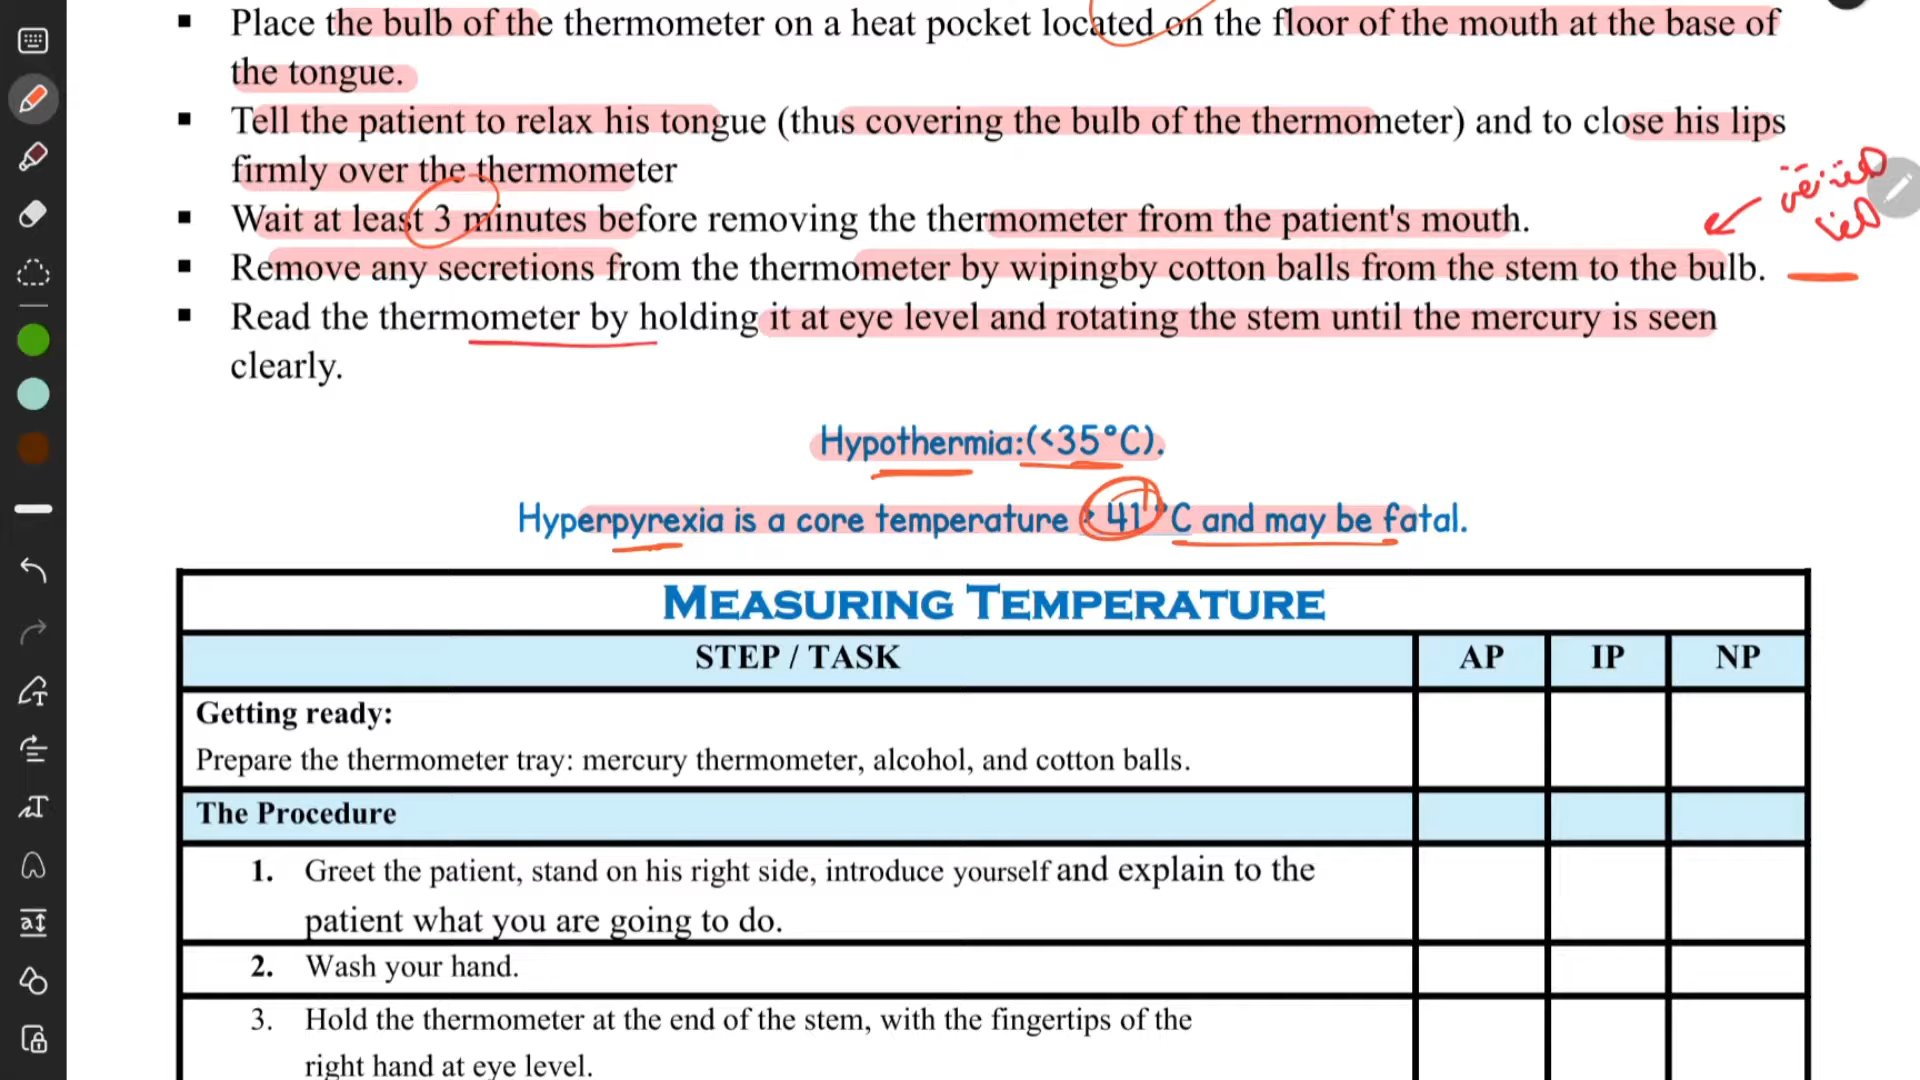 ▪ Place the bulb of the thermometer on a heat pocket located on the floor of the mouth at the base of
the tongue.
▪ Tell the patient to relax his tongue (thus covering the bulb of the thermometer) and to close his lips
firmly over the thermometer
▪ Wait at least 3 minutes before removing the thermometer from the patient's mouth.
▪ Remove any secretions from the thermometer by wipingby cotton balls from the stem to the bulb.
▪ Read the thermometer by holding it at eye level and rotating the stem until the mercury is seen
clearly.
Hypothermia:(<35°C).
Hyperpyrexia is a core temperature > 41 °C and may be fatal.
MEASURING TEMPERATURE
STEP / TASK AP IP NP
Getting ready:
Prepare the thermometer tray: mercury thermometer, alcohol, and cotton balls.
The Procedure
1. Greet the patient, stand on his right side, introduce yourself and explain to the
patient what you are going to do.
2. Wash your hand.
3. Hold the thermometer at the end of the stem, with the fingertips of the
right hand at eye level.